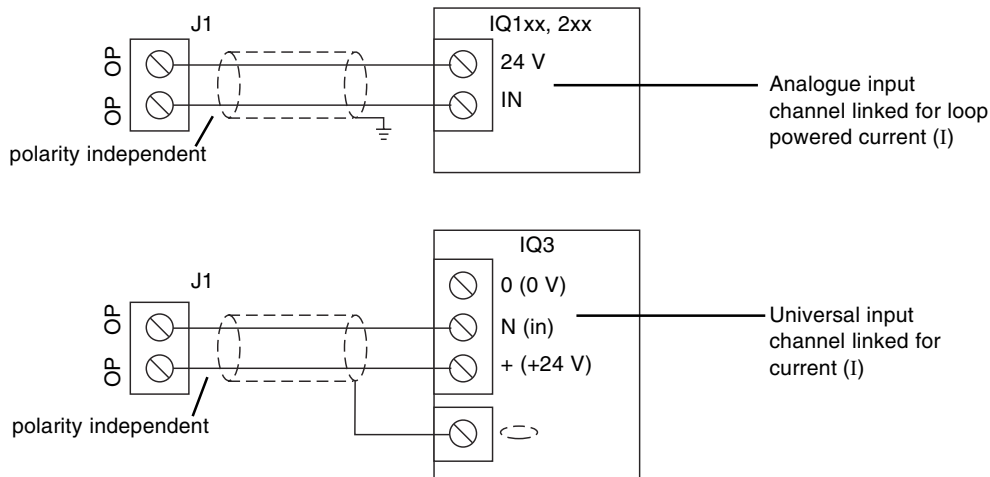 J1
IQ1xx, 2xx
OP
24 V
OP
IN
Analogue input
channel linked for loop
powered current (I)
polarity independent
IQ3
J1
0 (0 V)
OP
N (in)
Universal input
channel linked for
current (I)
OP
+ (+24 V)
polarity independent